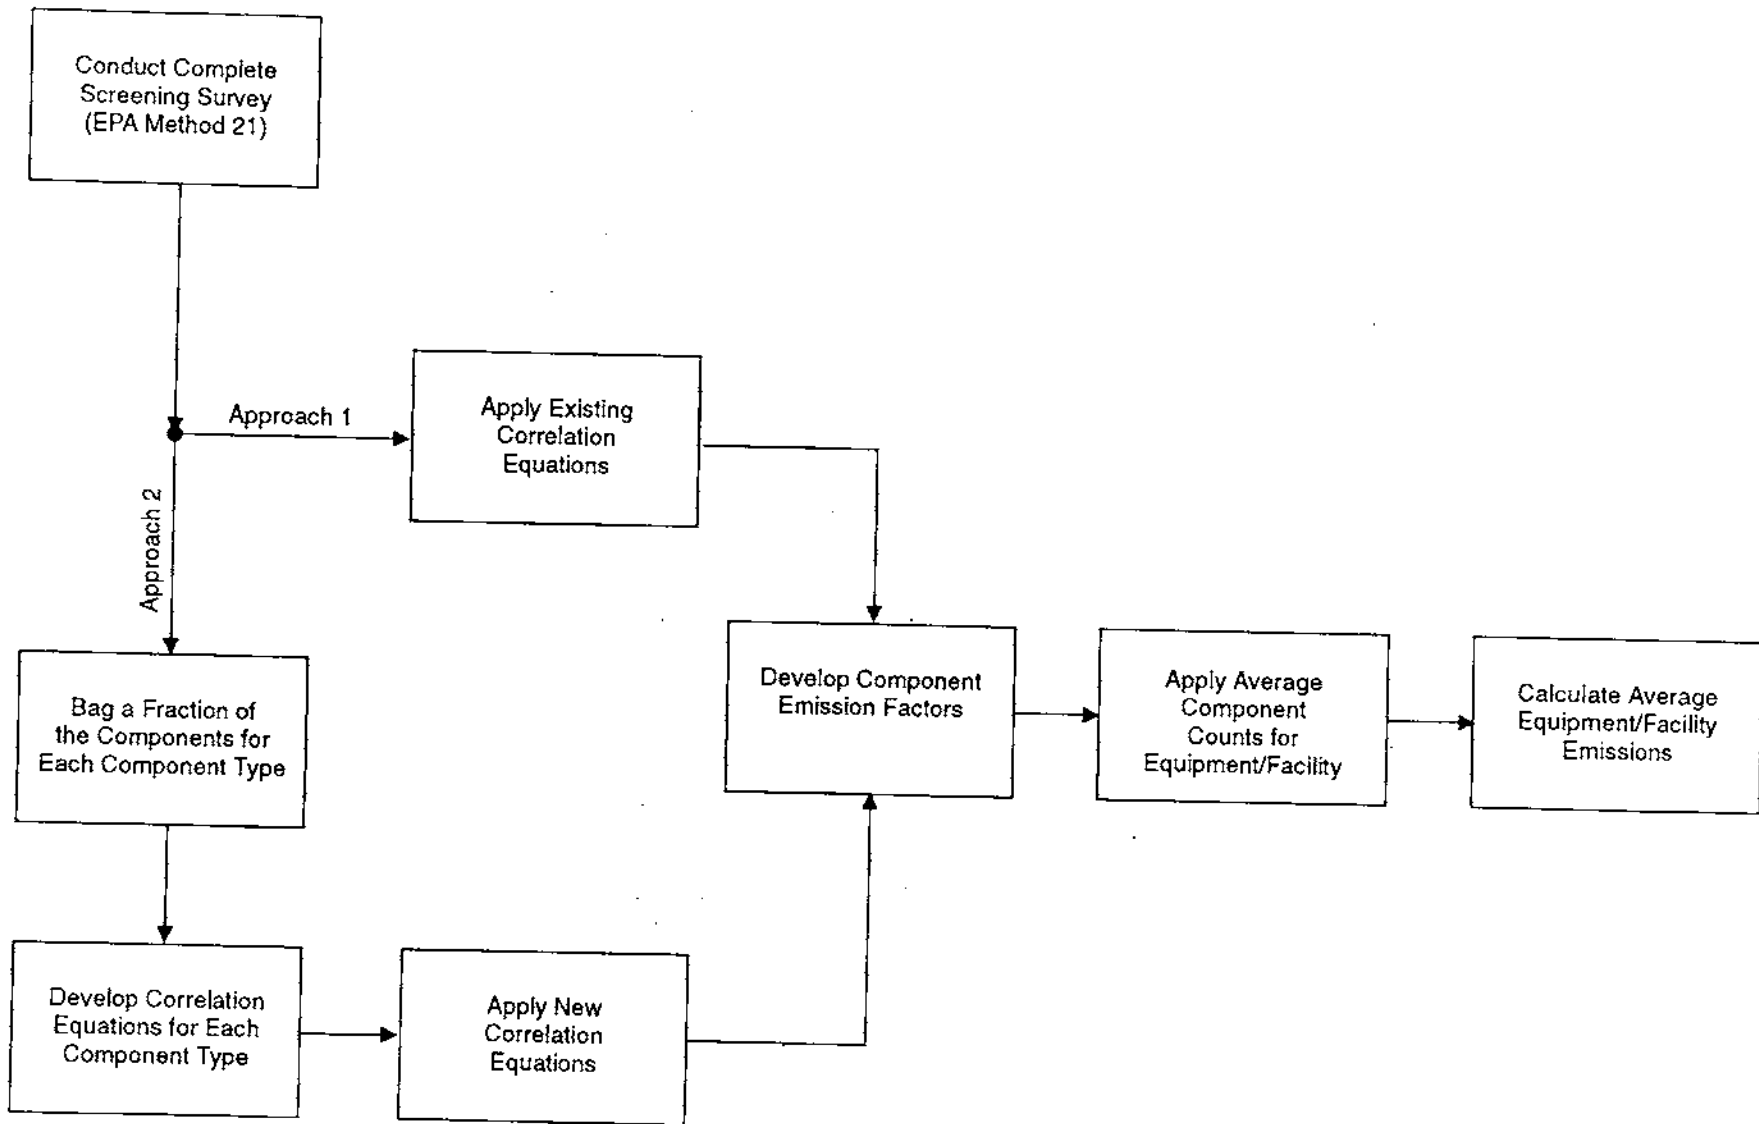 Conduct Complete
Screening Survey
(EPA Method 21)
Approach 1
Apply Existing
Correlation
Equations
Approach 2
Bag a Fraction of
the Components for
Each Component Type
Develop Correlation
Equations for Each
Component Type
Apply New
Correlation
Equations
Develop Component
Emission Factors
Apply Average
Component
Counts for
Equipment/Facility
Calculate Average
Equipment/Facility
Emissions